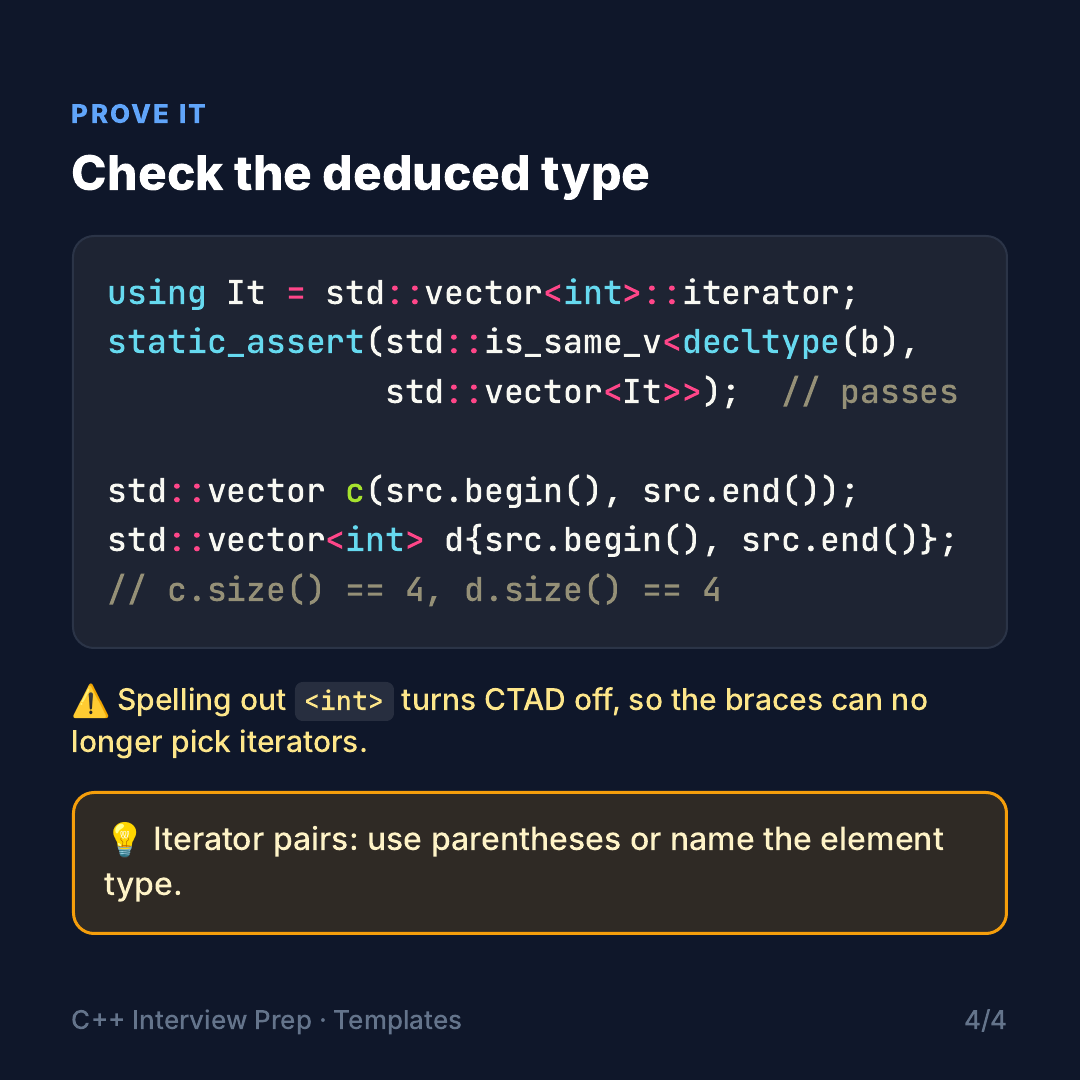 PROVE IT
Check the deduced type
using It = std::vector<int>::iterator;
static_assert(std::is_same_v<decltype(b),
              std::vector<It>>);  // passes
std::vector c(src.begin(), src.end());
std::vector<int> d{src.begin(), src.end()};
// c.size() == 4, d.size() == 4
⚠️ Spelling out <int> turns CTAD off, so the braces can no
longer pick iterators.
💡 Iterator pairs: use parentheses or name the element
type.
C++ Interview Prep · Templates
4/4